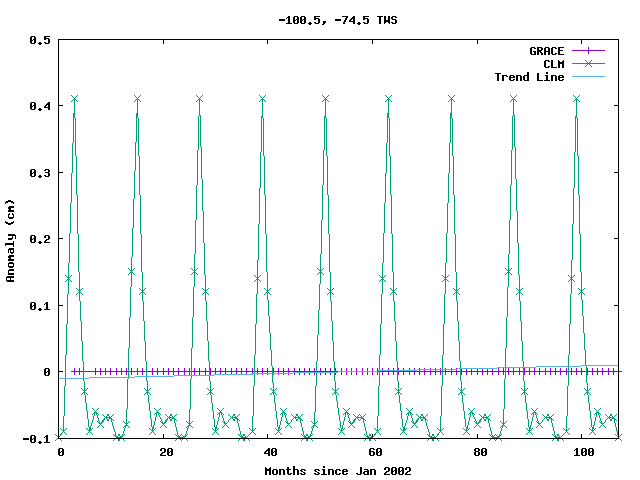 -100.5, -74.5 TWS
GRACE
CLM
Trend Line
0.5
0.4
0.3
0.2
0.1
0
-0.1
Anomaly (cm)
0 20 40 60 80 100
Months since Jan 2002